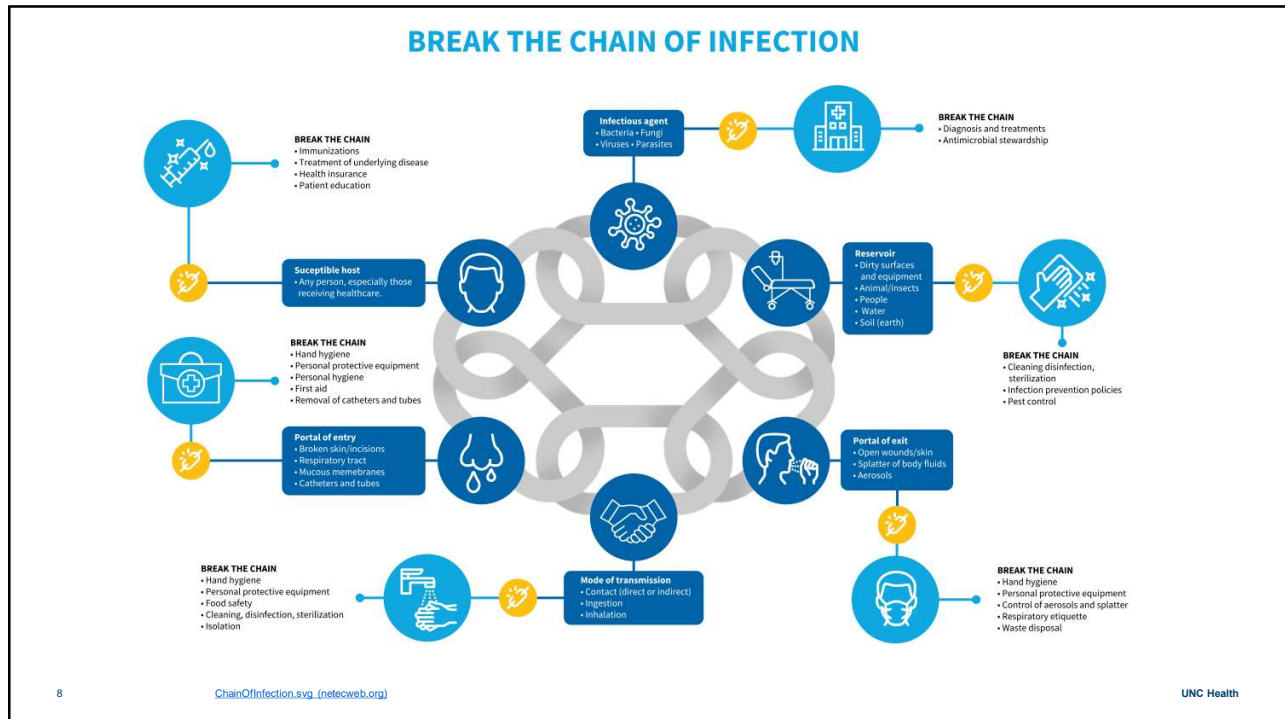 BREAK THE CHAIN OF INFECTION
Infectious agent
• Bacteria • Fungi
• Viruses • Parasites
BREAK THE CHAIN
• Diagnosis and treatments
• Antimicrobial stewardship
Reservoir
• Dirty surfaces
and equipment
• Animal/insects
• People
• Water
• Soil (earth)
BREAK THE CHAIN
• Cleaning disinfection,
sterilization
• Infection prevention policies
• Pest control
Portal of exit
• Open wounds/skin
• Splatter of body fluids
• Aerosols
BREAK THE CHAIN
• Hand hygiene
• Personal protective equipment
• Control of aerosols and splatter
• Respiratory etiquette
• Waste disposal
Mode of transmission
• Contact (direct or indirect)
• Ingestion
• Inhalation
BREAK THE CHAIN
• Hand hygiene
• Personal protective equipment
• Food safety
• Cleaning, disinfection, sterilization
• Isolation
Portal of entry
• Broken skin/incisions
• Respiratory tract
• Mucous memebranes
• Catheters and tubes
BREAK THE CHAIN
• Hand hygiene
• Personal protective equipment
• Personal hygiene
• First aid
• Removal of catheters and tubes
Suceptible host
• Any person, especially those
receiving healthcare.
BREAK THE CHAIN
• Immunizations
• Treatment of underlying disease
• Health insurance
• Patient education
8
ChainOfInfection.svg (netecweb.org)
UNC Health